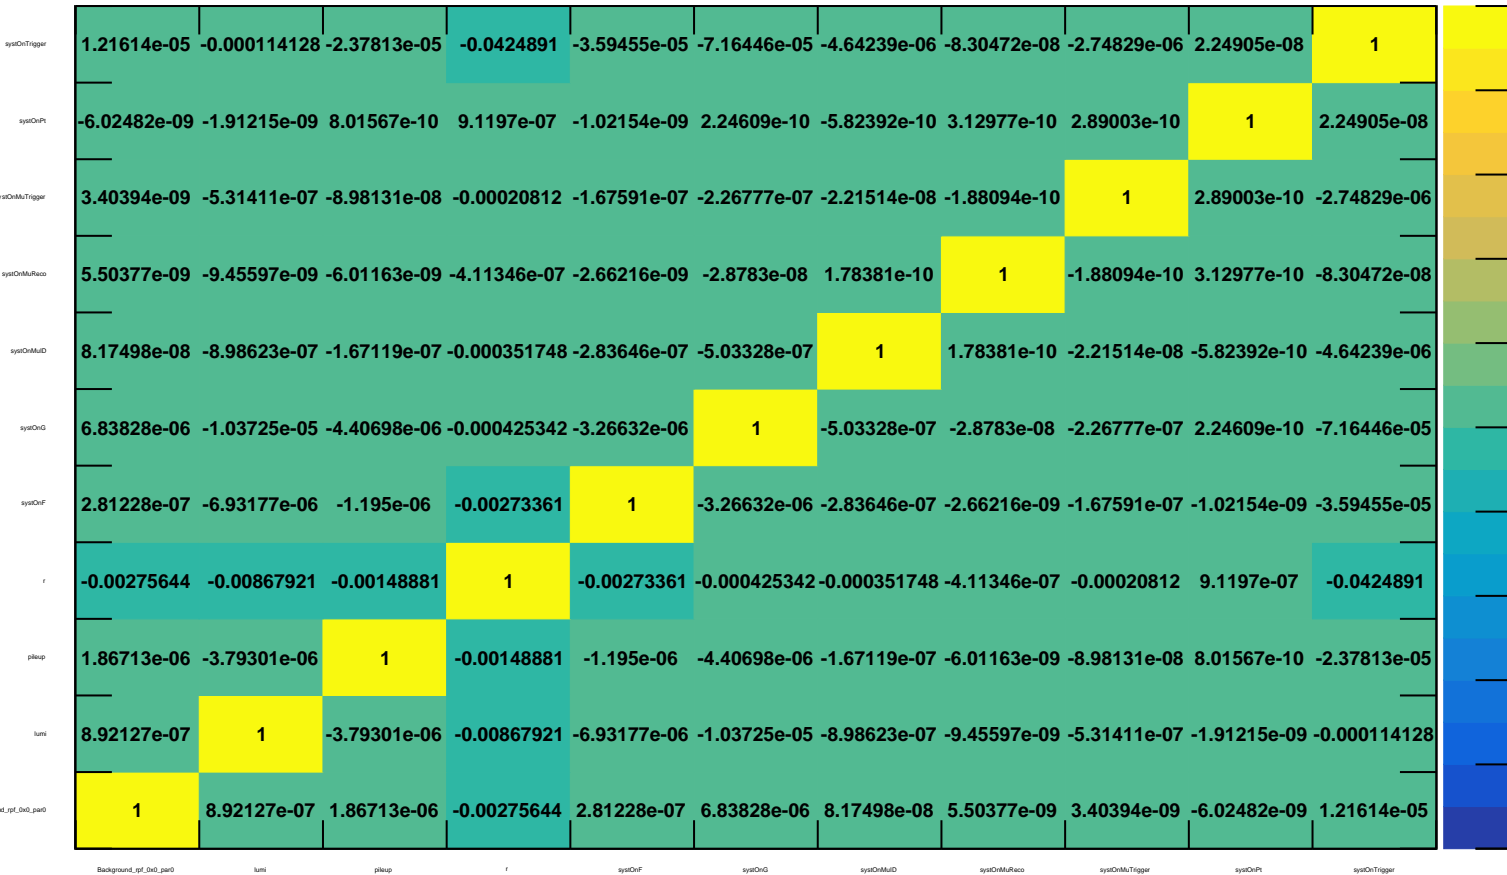 systOnTrigger 1.21614e-05 -0.000114128 -2.37813e-05 -0.0424891 -3.59455e-05 -7.16446e-05 -4.64239e-06 -8.30472e-08 -2.74829e-06 2.24905e-08 1
systOnPt -6.02482e-09 -1.91215e-09 8.01567e-10 9.1197e-07 -1.02154e-09 2.24609e-10 -5.82392e-10 3.12977e-10 2.89003e-10 1 2.24905e-08
stOnMuTrigger 3.40394e-09 -5.31411e-07 -8.98131e-08 -0.00020812 -1.67591e-07 -2.26777e-07 -2.21514e-08 -1.88094e-10 1 2.89003e-10 -2.74829e-06
systOnMuReco 5.50377e-09 -9.45597e-09 -6.01163e-09 -4.11346e-07 -2.66216e-09 -2.8783e-08 1.78381e-10 1 -1.88094e-10 3.12977e-10 -8.30472e-08
systOnMuID 8.17498e-08 -8.98623e-07 -1.67119e-07 -0.000351748 -2.83646e-07 -5.03328e-07 1 1.78381e-10 -2.21514e-08 -5.82392e-10 -4.64239e-06
systOnG 6.83828e-06 -1.03725e-05 -4.40698e-06 -0.000425342 -3.26632e-06 1 -5.03328e-07 -2.8783e-08 -2.26777e-07 2.24609e-10 -7.16446e-05
systOnF 2.81228e-07 -6.93177e-06 -1.195e-06 -0.00273361 1 -3.26632e-06 -2.83646e-07 -2.66216e-09 -1.67591e-07 -1.02154e-09 -3.59455e-05
r -0.00275644 -0.00867921 -0.00148881 1 -0.00273361 -0.000425342 -0.000351748 -4.11346e-07 -0.00020812 9.1197e-07 -0.0424891
pileup 1.86713e-06 -3.79301e-06 1 -0.00148881 -1.195e-06 -4.40698e-06 -1.67119e-07 -6.01163e-09 -8.98131e-08 8.01567e-10 -2.37813e-05
lumi 8.92127e-07 1 -3.79301e-06 -0.00867921 -6.93177e-06 -1.03725e-05 -8.98623e-07 -9.45597e-09 -5.31411e-07 -1.91215e-09 -0.000114128
d_rpf_0x0_par0 1 8.92127e-07 1.86713e-06 -0.00275644 2.81228e-07 6.83828e-06 8.17498e-08 5.50377e-09 3.40394e-09 -6.02482e-09 1.21614e-05
Background_rpf_0x0_par0 lumi pileup r systOnF systOnG systOnMuID systOnMuReco systOnMuTrigger systOnPt systOnTrigger